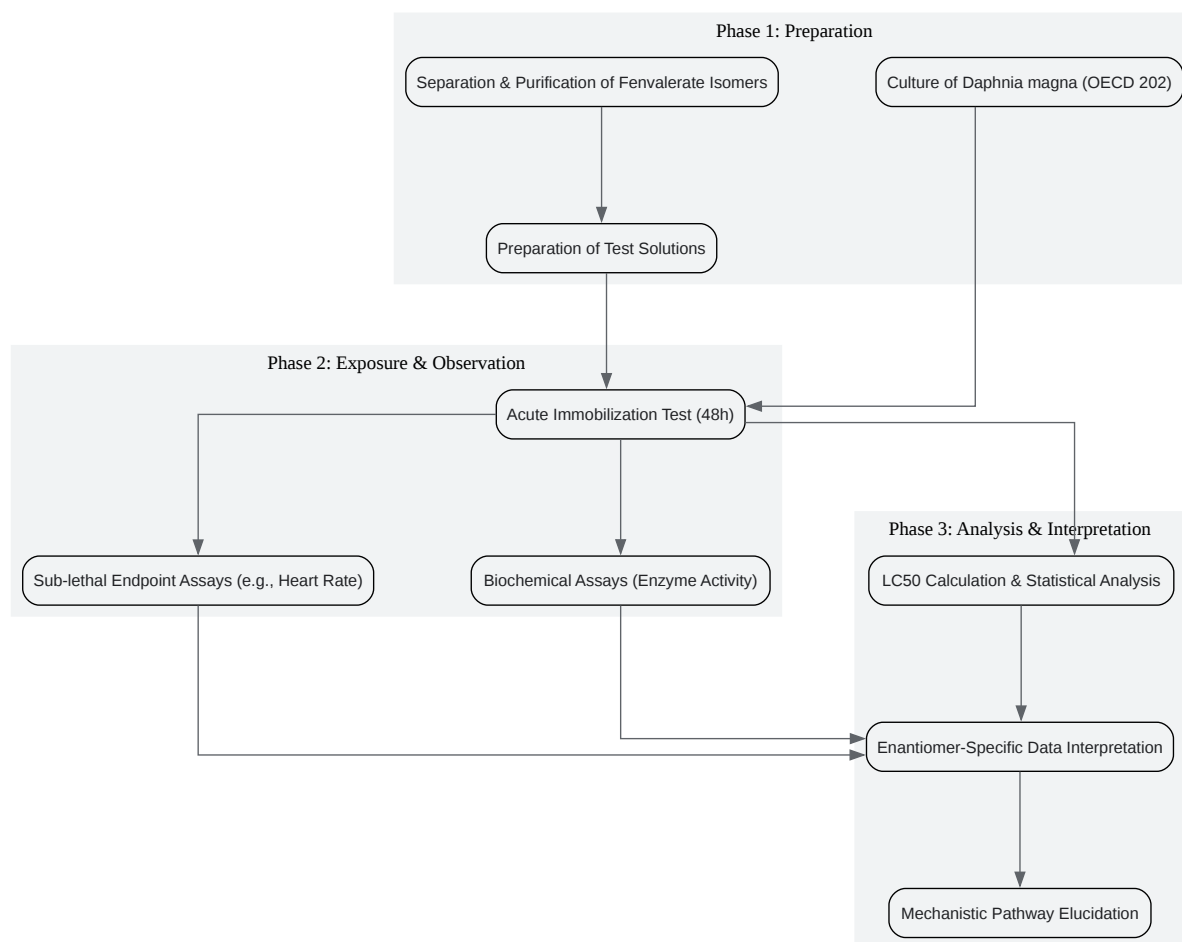 Phase 1: Preparation
Separation & Purification of Fenvalerate Isomers
Culture of Daphnia magna (OECD 202)
Preparation of Test Solutions
Phase 2: Exposure & Observation
Acute Immobilization Test (48h)
Sub-lethal Endpoint Assays (e.g., Heart Rate)
Biochemical Assays (Enzyme Activity)
Phase 3: Analysis & Interpretation
LC50 Calculation & Statistical Analysis
Enantiomer-Specific Data Interpretation
Mechanistic Pathway Elucidation